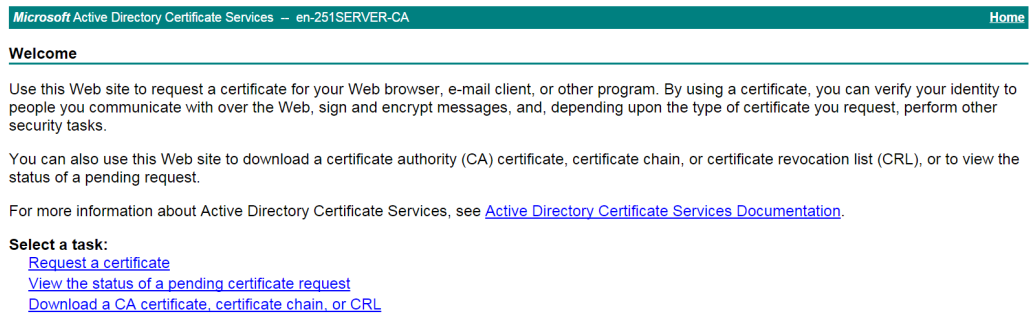 Microsoft Active Directory Certificate Services -- en-251SERVER-CA Home
Welcome
Use this Web site to request a certificate for your Web browser, e-mail client, or other program. By using a certificate, you can verify your identity to
people you communicate with over the Web, sign and encrypt messages, and, depending upon the type of certificate you request, perform other
security tasks.
You can also use this Web site to download a certificate authority (CA) certificate, certificate chain, or certificate revocation list (CRL), or to view the
status of a pending request.
For more information about Active Directory Certificate Services, see Active Directory Certificate Services Documentation.
Select a task:
Request a certificate
View the status of a pending certificate request
Download a CA certificate, certificate chain, or CRL